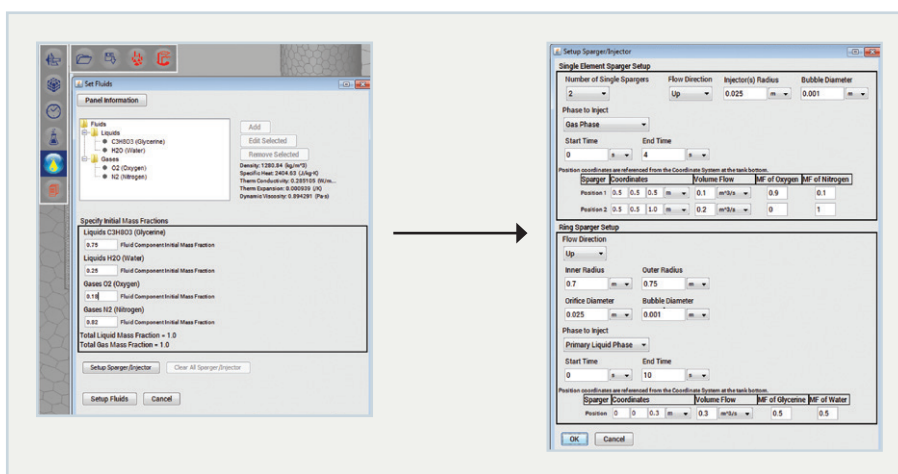 Set Fluids
Panel Information
Fluids
Liquids
C3H8O3 (Glycerine)
H2O (Water)
Gases
O2 (Oxygen)
N2 (Nitrogen)
Add
Edit Selected
Remove Selected
Density: 1260.64 (kg/m^3)
Specific Heat: 2404.63 (J/kg-K)
Therm Conductivity: 0.285105 (W/m...
Therm Expansion: 0.000939 (/K)
Dynamic Viscosity: 0.894291 (Pa-s)
Specify Initial Mass Fractions
Liquids C3H8O3 (Glycerine)
0.75 Fluid Component Initial Mass Fraction
Liquids H2O (Water)
0.25 Fluid Component Initial Mass Fraction
Gases O2 (Oxygen)
0.18 Fluid Component Initial Mass Fraction
Gases N2 (Nitrogen)
0.82 Fluid Component Initial Mass Fraction
Total Liquid Mass Fraction = 1.0
Total Gas Mass Fraction = 1.0
Setup Sparger/Injector Clear All Sparger/Injector
Setup Fluids Cancel
Setup Sparger/Injector
Single Element Sparger Setup
Number of Single Spargers Flow Direction Injector(s) Radius Bubble Diameter
2 Up 0.025 m 0.001 m
Phase to Inject
Gas Phase
Start Time End Time
0 s 4 s
Position coordinates are referenced from the Coordinate System at the tank bottom.
Sparger Coordinates Volume Flow MF of Oxygen MF of Nitrogen
Position 1 0.5 0.5 0.5 m 0.1 m^3/s 0.9 0.1
Position 2 0.5 0.5 1.0 m 0.2 m^3/s 0 1
Ring Sparger Setup
Flow Direction
Up
Inner Radius Outer Radius
0.7 m 0.75 m
Orifice Diameter Bubble Diameter
0.025 m 0.001 m
Phase to Inject
Primary Liquid Phase
Start Time End Time
0 s 10 s
Position coordinates are referenced from the Coordinate System at the tank bottom.
Sparger Coordinates Volume Flow MF of Glycerine MF of Water
Position 0 0 0.3 m 0.3 m^3/s 0.5 0.5
OK Cancel